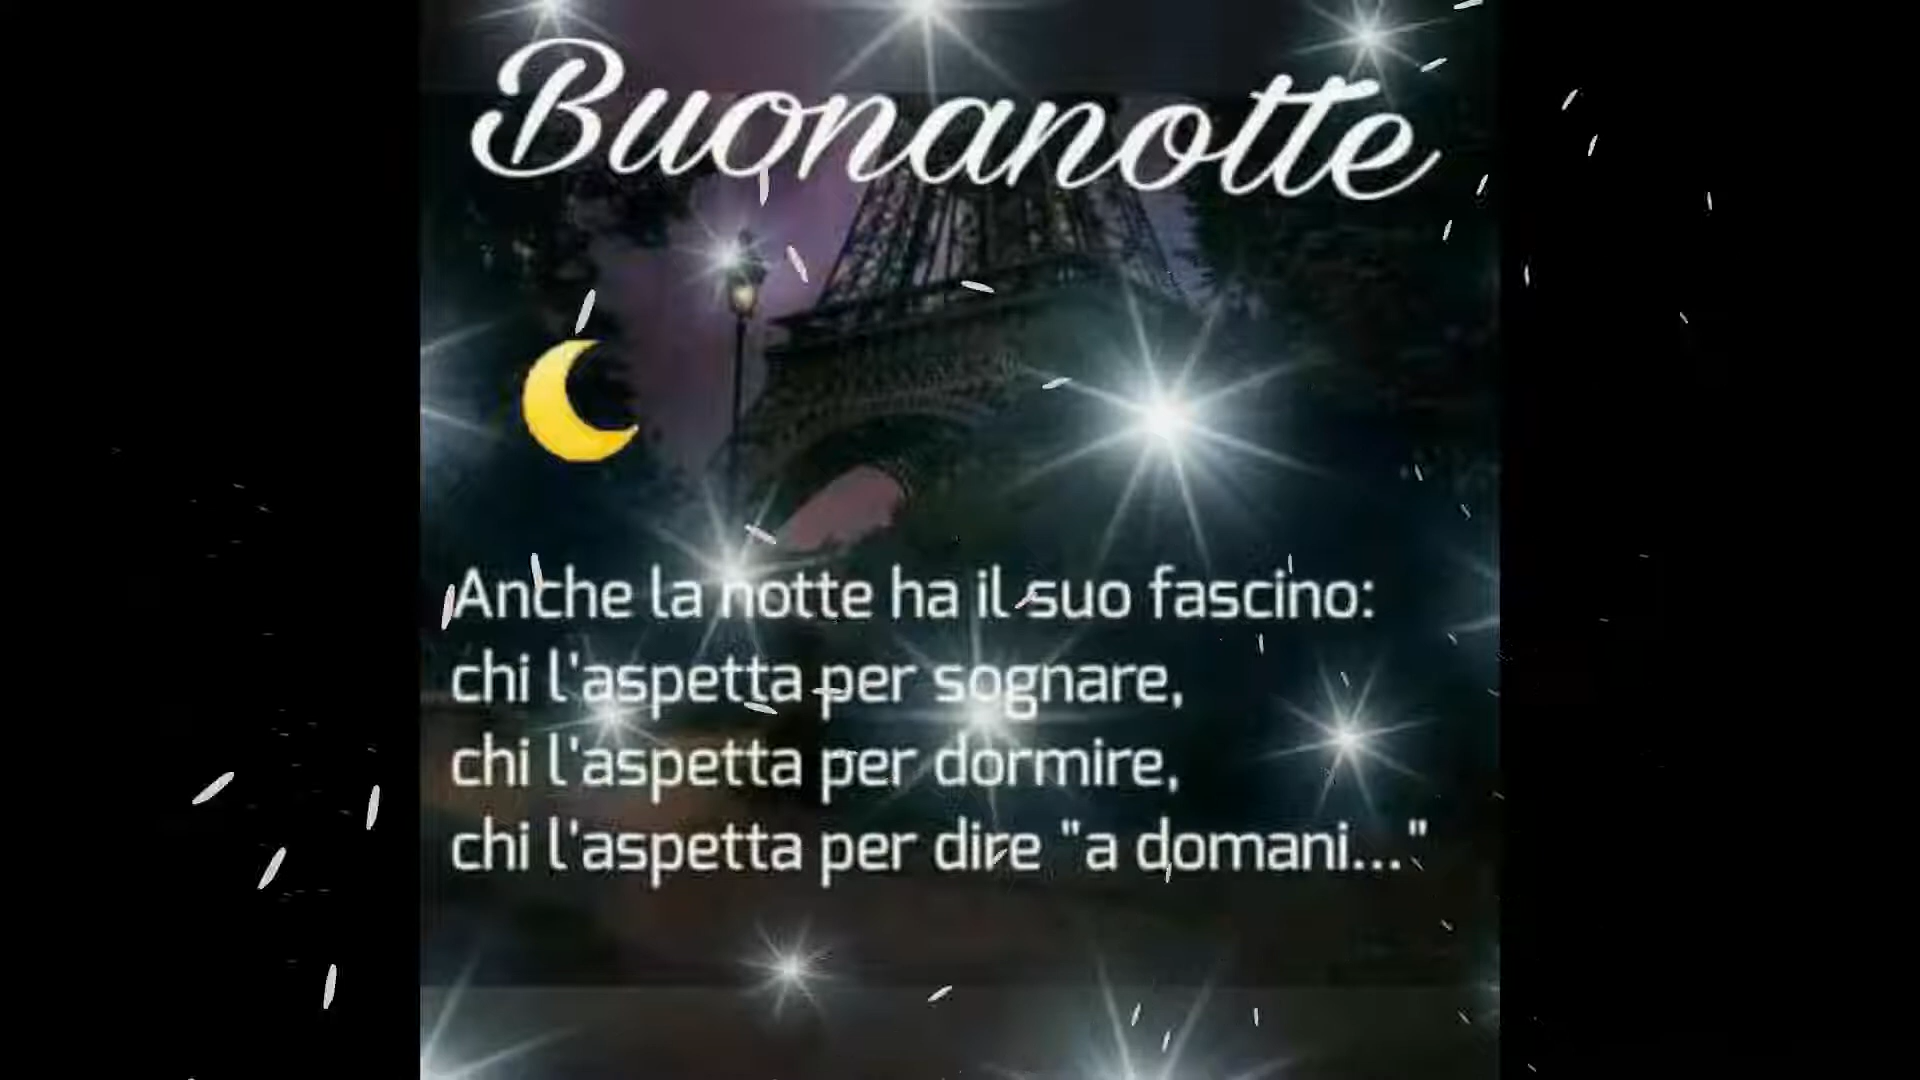 Buonanotte
Anche la notte ha il suo fascino:
chi l'aspetta per sognare,
chi l'aspetta per dormire,
chi l'aspetta per dire "a domani..."